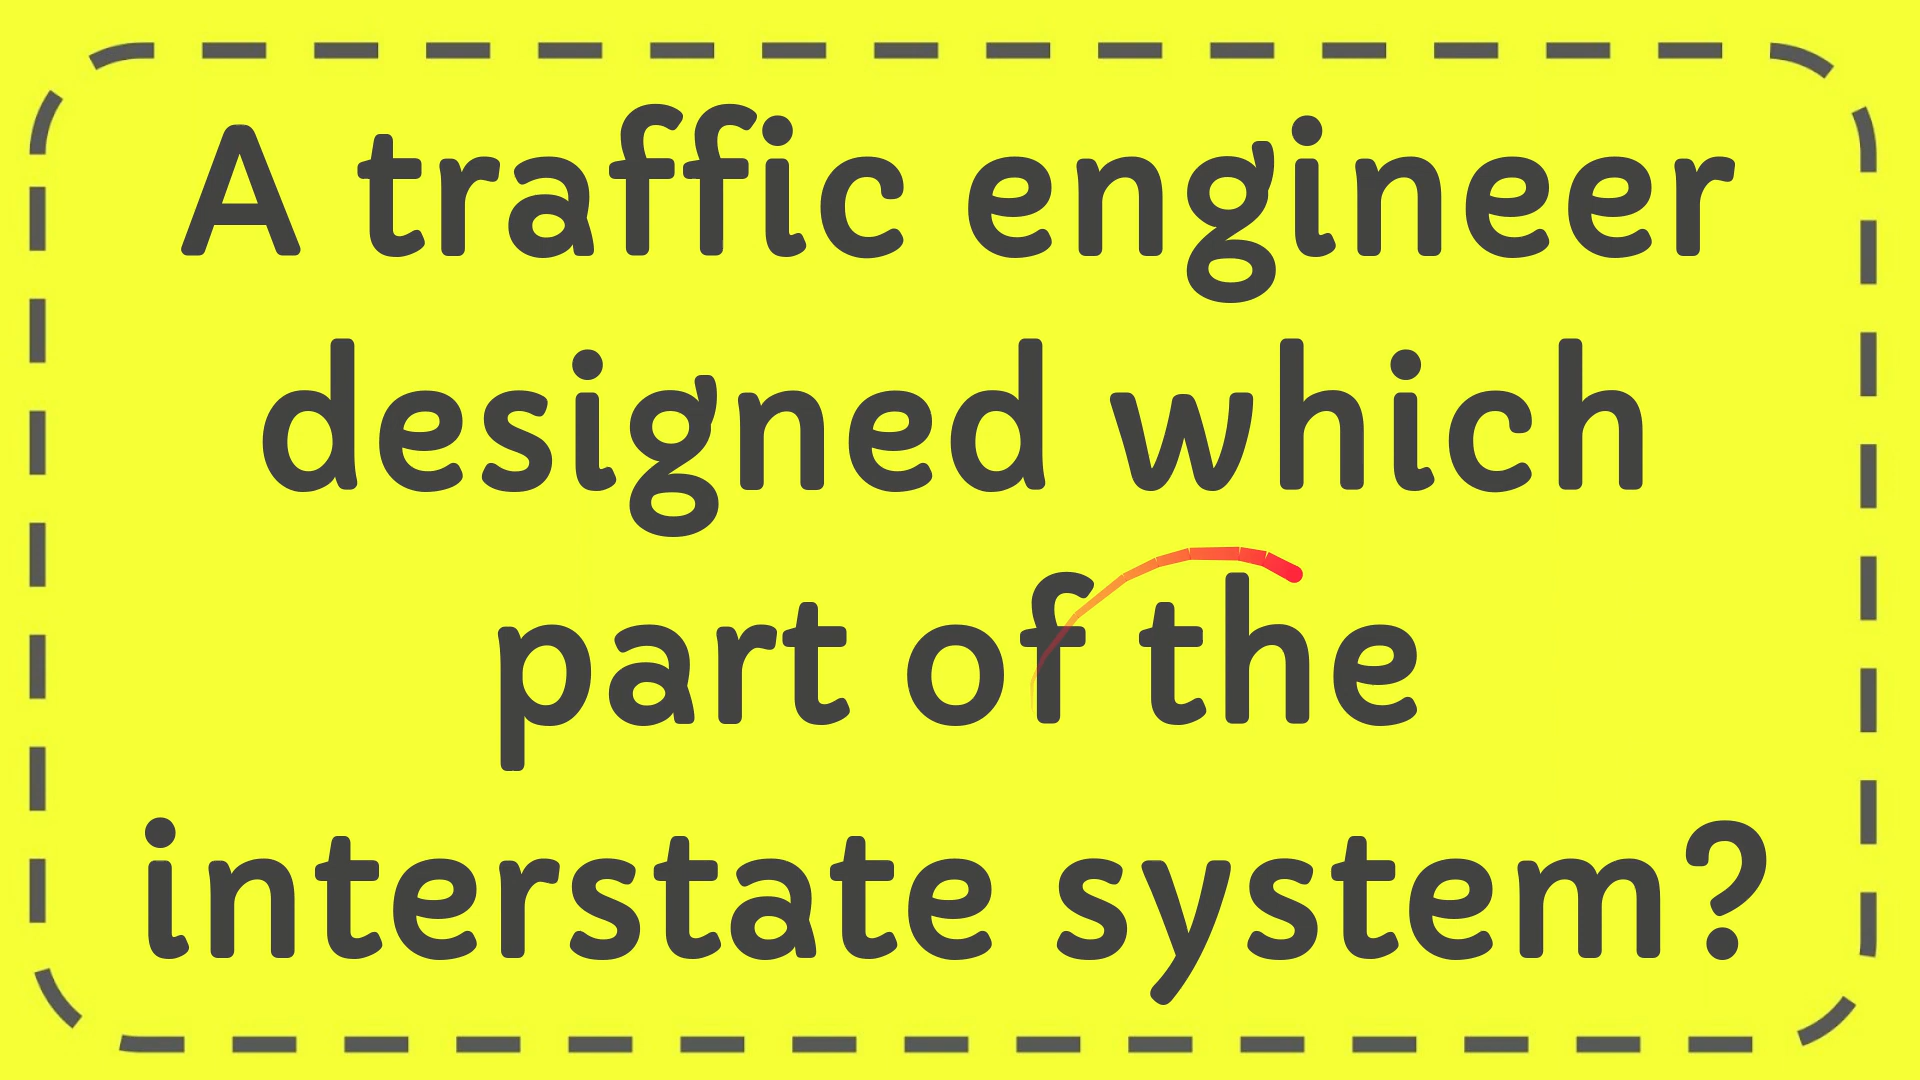 A traffic engineer
designed which
part of the
interstate system?